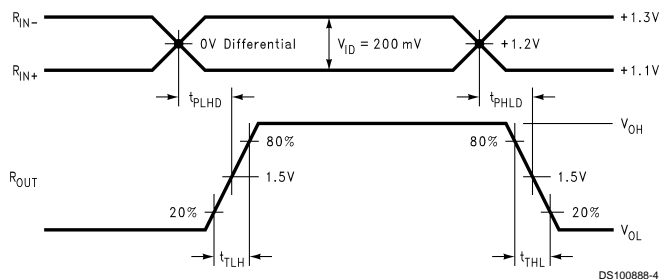 R_IN- 0V Differential V_ID = 200 mV +1.2V +1.3V
R_IN+ +1.1V
t_PLHD t_PHLD
V_OH
80% 80%
R_OUT 1.5V 1.5V
20% 20%
V_OL
t_TLH t_THL
DS100888-4